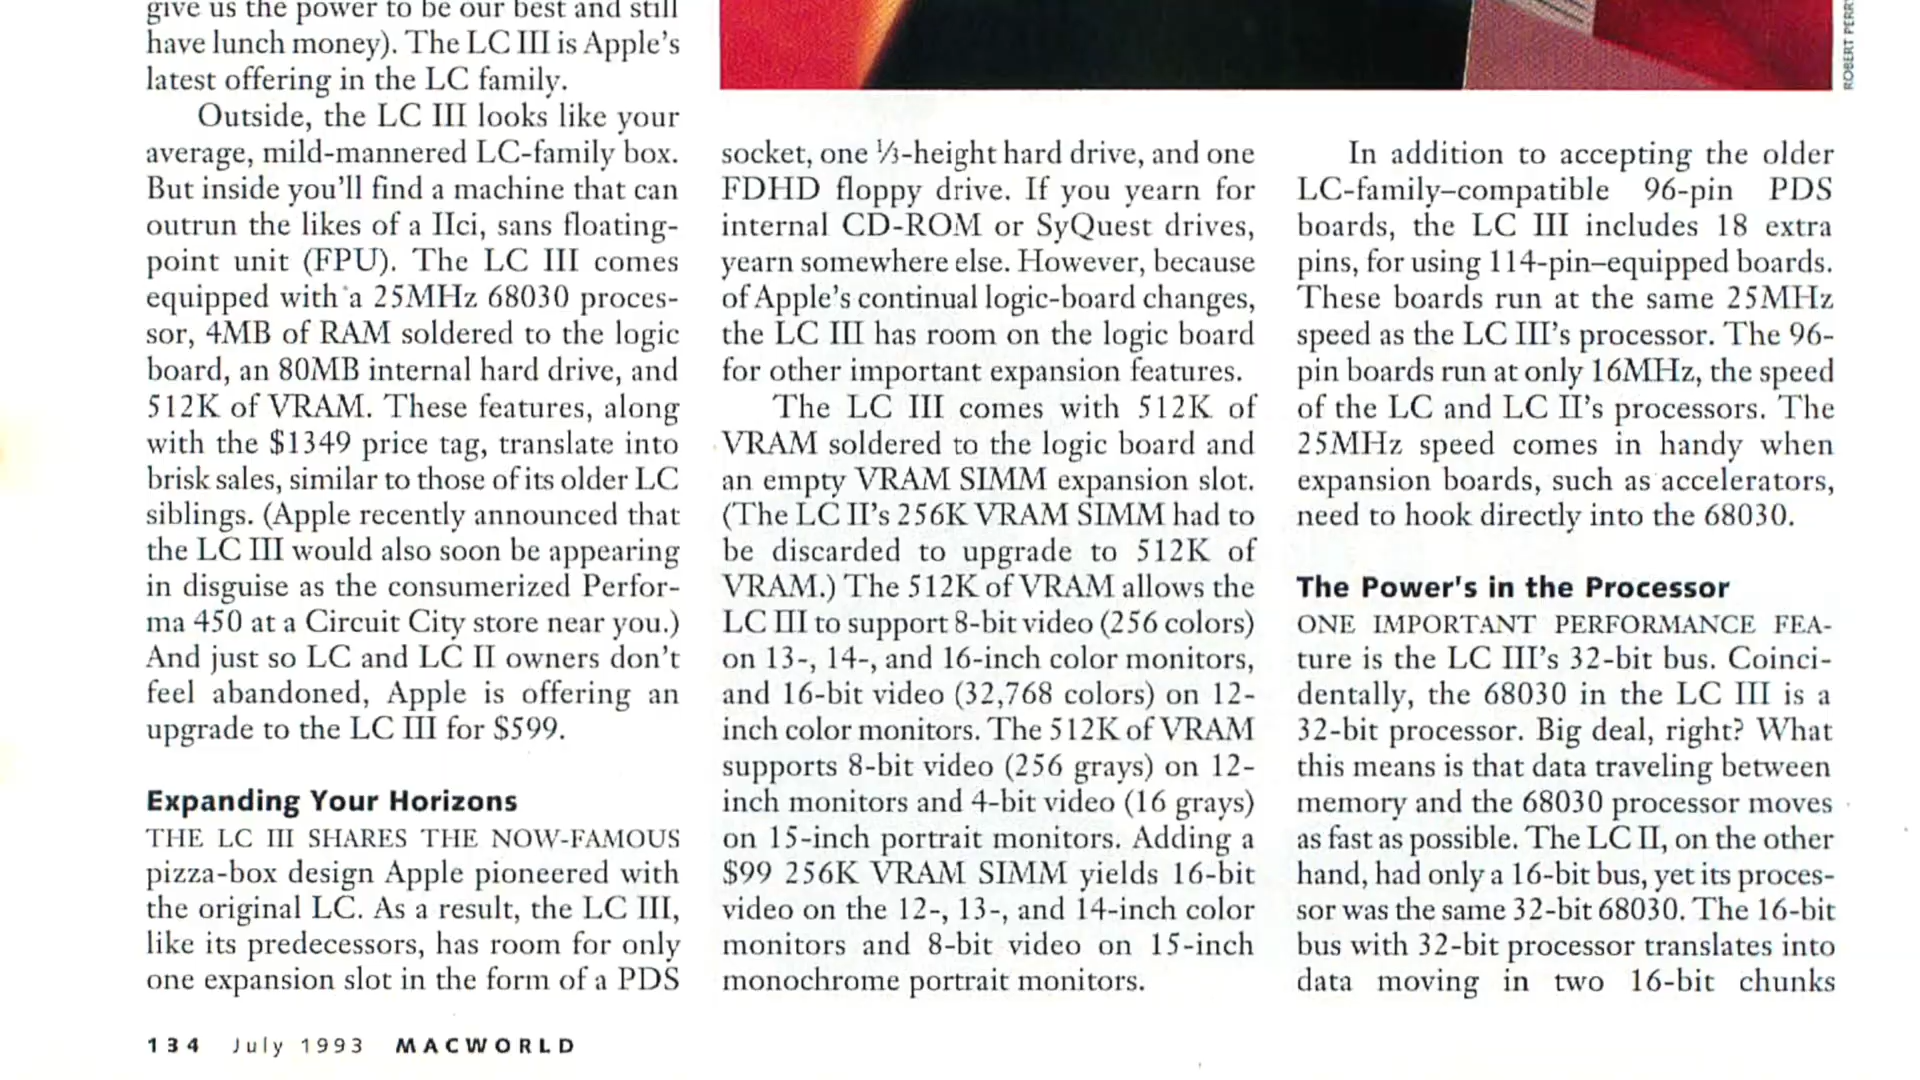 give us the power to be our best and still
have lunch money). The LC III is Apple's
latest offering in the LC family.
Outside, the LC III looks like your
average, mild-mannered LC-family box.
But inside you'll find a machine that can
outrun the likes of a IIci, sans floating-
point unit (FPU). The LC III comes
equipped with a 25MHz 68030 proces-
sor, 4MB of RAM soldered to the logic
board, an 80MB internal hard drive, and
512K of VRAM. These features, along
with the $1349 price tag, translate into
brisk sales, similar to those of its older LC
siblings. (Apple recently announced that
the LC III would also soon be appearing
in disguise as the consumerized Perfor-
ma 450 at a Circuit City store near you.)
And just so LC and LC II owners don't
feel abandoned, Apple is offering an
upgrade to the LC III for $599.
Expanding Your Horizons
THE LC III SHARES THE NOW-FAMOUS
pizza-box design Apple pioneered with
the original LC. As a result, the LC III,
like its predecessors, has room for only
one expansion slot in the form of a PDS
socket, one ⅓-height hard drive, and one
FDHD floppy drive. If you yearn for
internal CD-ROM or SyQuest drives,
yearn somewhere else. However, because
of Apple's continual logic-board changes,
the LC III has room on the logic board
for other important expansion features.
The LC III comes with 512K of
VRAM soldered to the logic board and
an empty VRAM SIMM expansion slot.
(The LC II's 256K VRAM SIMM had to
be discarded to upgrade to 512K of
VRAM.) The 512K of VRAM allows the
LC III to support 8-bit video (256 colors)
on 13-, 14-, and 16-inch color monitors,
and 16-bit video (32,768 colors) on 12-
inch color monitors. The 512K of VRAM
supports 8-bit video (256 grays) on 12-
inch monitors and 4-bit video (16 grays)
on 15-inch portrait monitors. Adding a
$99 256K VRAM SIMM yields 16-bit
video on the 12-, 13-, and 14-inch color
monitors and 8-bit video on 15-inch
monochrome portrait monitors.
In addition to accepting the older
LC-family–compatible 96-pin PDS
boards, the LC III includes 18 extra
pins, for using 114-pin–equipped boards.
These boards run at the same 25MHz
speed as the LC III's processor. The 96-
pin boards run at only 16MHz, the speed
of the LC and LC II's processors. The
25MHz speed comes in handy when
expansion boards, such as accelerators,
need to hook directly into the 68030.
The Power's in the Processor
ONE IMPORTANT PERFORMANCE FEA-
ture is the LC III's 32-bit bus. Coinci-
dentally, the 68030 in the LC III is a
32-bit processor. Big deal, right? What
this means is that data traveling between
memory and the 68030 processor moves
as fast as possible. The LC II, on the other
hand, had only a 16-bit bus, yet its proces-
sor was the same 32-bit 68030. The 16-bit
bus with 32-bit processor translates into
data moving in two 16-bit chunks
ROBERT PERRY
134 July 1993 MACWORLD